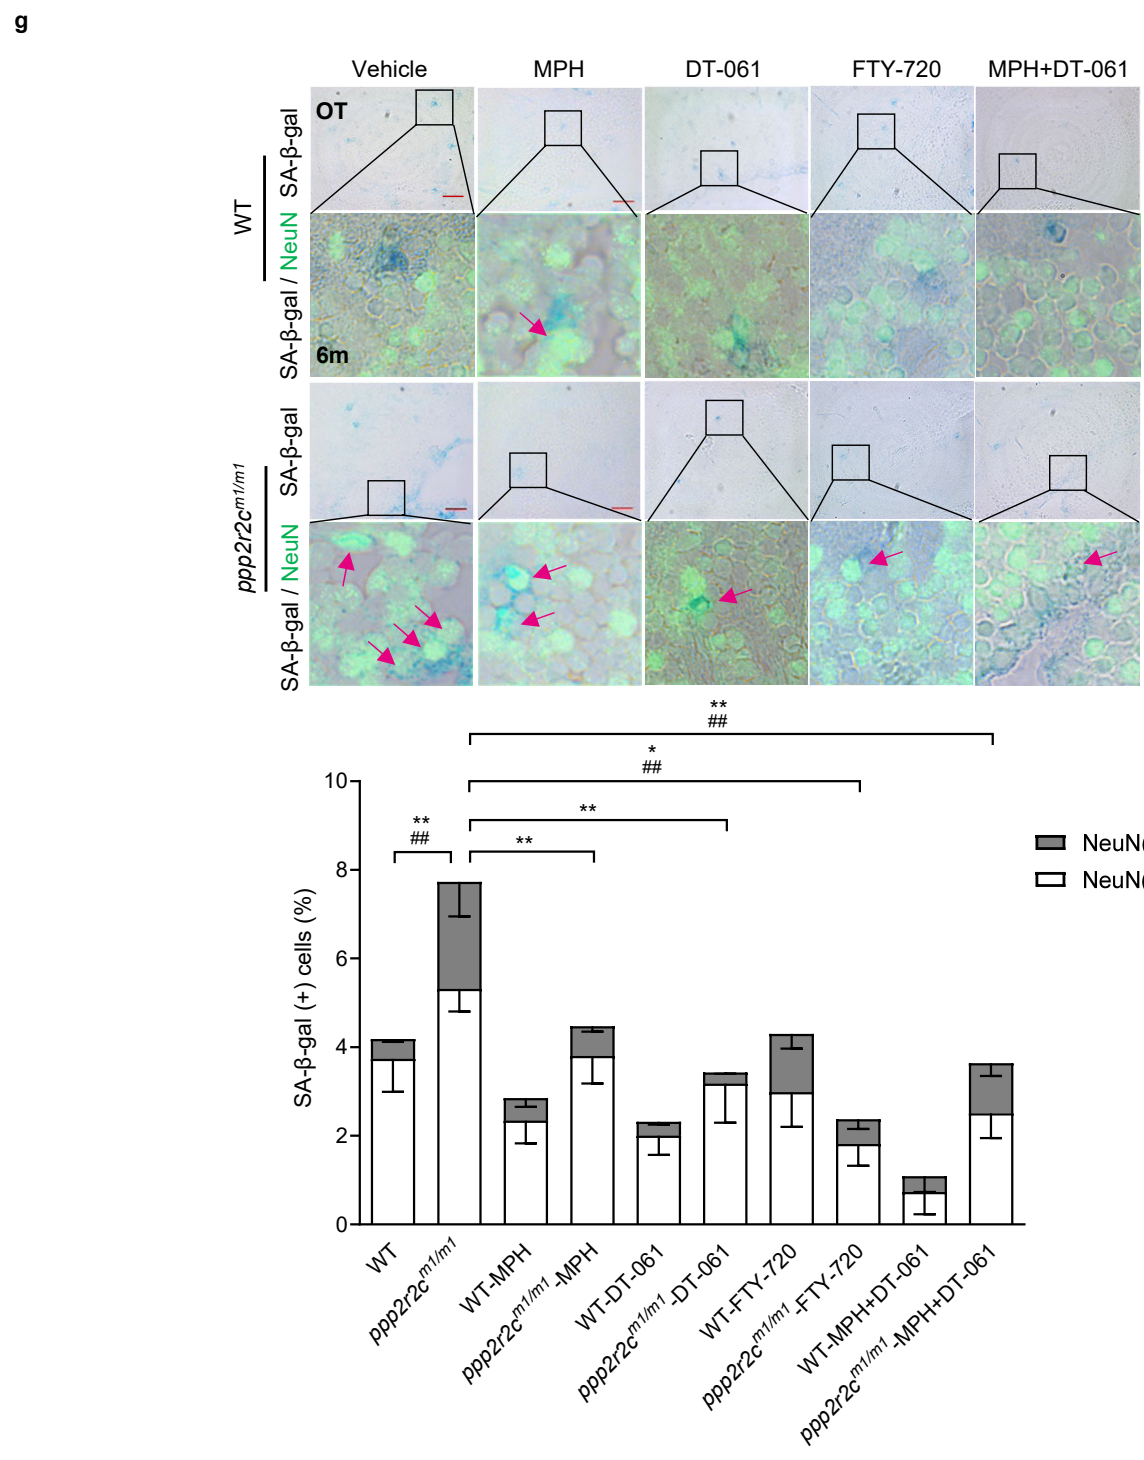 g
Vehicle MPH DT-061 FTY-720 MPH+DT-061
WT
SA-β-gal
OT
SA-β-gal / NeuN
6m
ppp2r2c^m1/m1
SA-β-gal
SA-β-gal / NeuN
**
##
*
##
**
**
##
**
SA-β-gal (+) cells (%)
10
8
6
4
2
0
NeuN(
NeuN(
WT
ppp2r2c^m1/m1
WT-MPH
ppp2r2c^m1/m1 -MPH
WT-DT-061
ppp2r2c^m1/m1 -DT-061
WT-FTY-720
ppp2r2c^m1/m1 -FTY-720
WT-MPH+DT-061
ppp2r2c^m1/m1 -MPH+DT-061